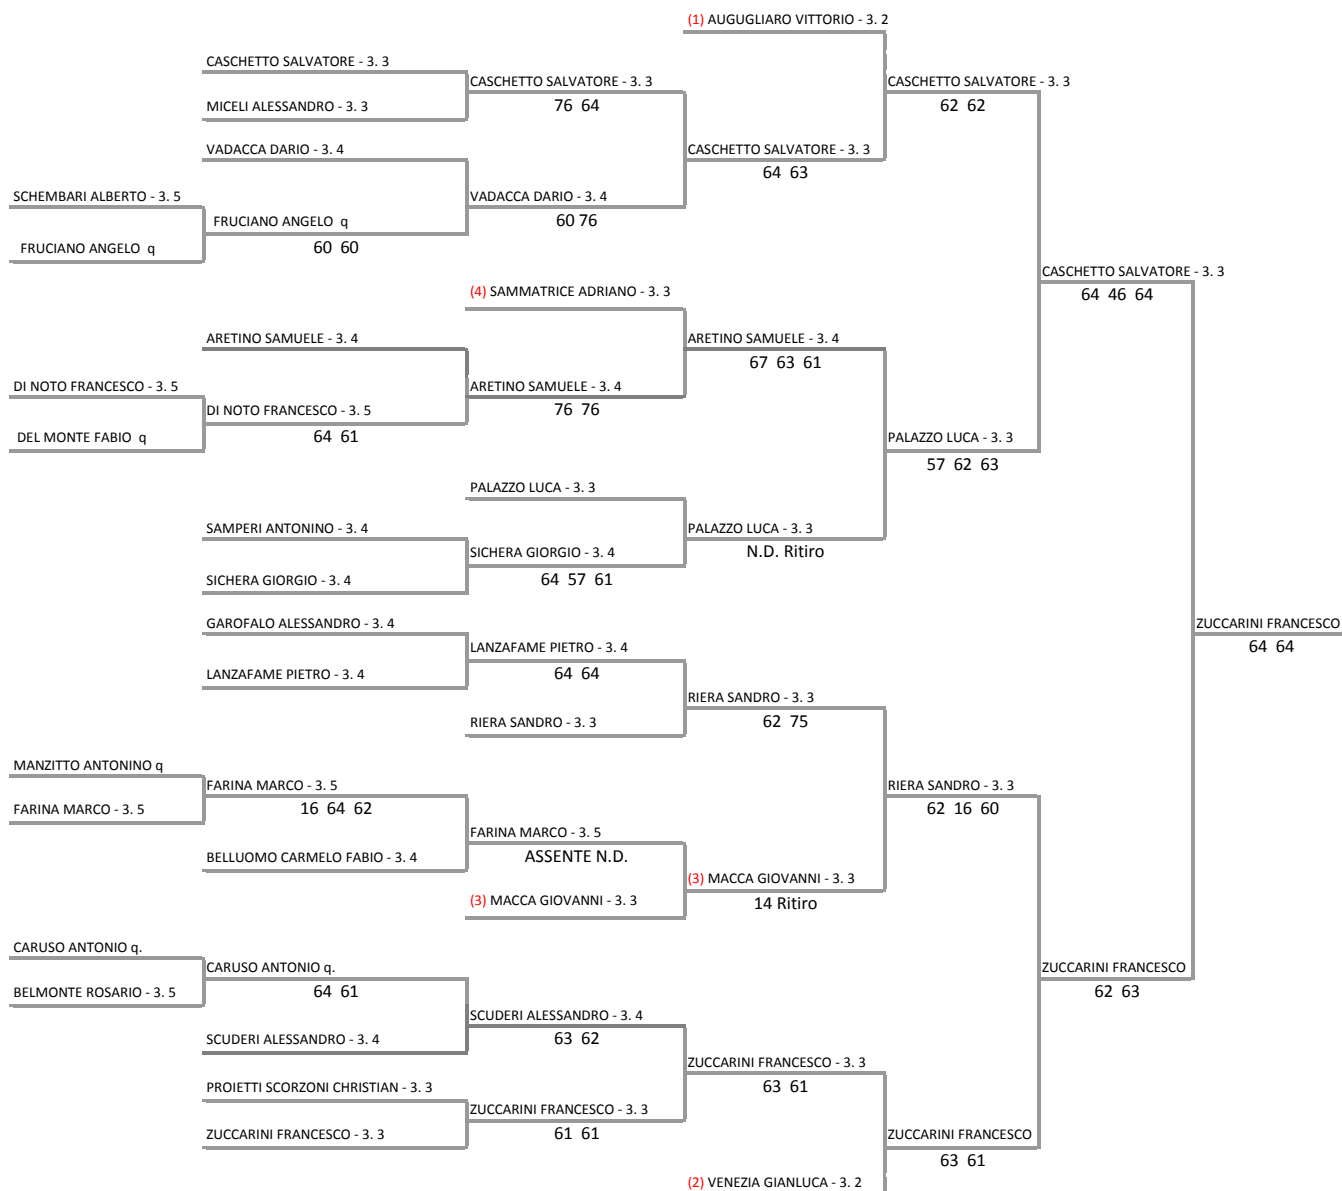 (1) AUGUGLIARO VITTORIO - 3. 2
CASCHETTO SALVATORE - 3. 3
CASCHETTO SALVATORE - 3. 3
CASCHETTO SALVATORE - 3. 3
MICELI ALESSANDRO - 3. 3
76 64
62 62
VADACCA DARIO - 3. 4
CASCHETTO SALVATORE - 3. 3
64 63
SCHEMBARI ALBERTO - 3. 5
VADACCA DARIO - 3. 4
FRUCIANO ANGELO q
60 76
FRUCIANO ANGELO q
60 60
CASCHETTO SALVATORE - 3. 3
64 46 64
(4) SAMMATRICE ADRIANO - 3. 3
ARETINO SAMUELE - 3. 4
ARETINO SAMUELE - 3. 4
67 63 61
DI NOTO FRANCESCO - 3. 5
ARETINO SAMUELE - 3. 4
DI NOTO FRANCESCO - 3. 5
76 76
DEL MONTE FABIO q
64 61
PALAZZO LUCA - 3. 3
57 62 63
PALAZZO LUCA - 3. 3
SAMPERI ANTONINO - 3. 4
PALAZZO LUCA - 3. 3
SICHERA GIORGIO - 3. 4
N.D. Ritiro
SICHERA GIORGIO - 3. 4
64 57 61
GAROFALO ALESSANDRO - 3. 4
ZUCCARINI FRANCESCO
LANZAFAME PIETRO - 3. 4
64 64
LANZAFAME PIETRO - 3. 4
64 64
RIERA SANDRO - 3. 3
RIERA SANDRO - 3. 3
62 75
MANZITTO ANTONINO q
FARINA MARCO - 3. 5
RIERA SANDRO - 3. 3
FARINA MARCO - 3. 5
16 64 62
62 16 60
FARINA MARCO - 3. 5
BELLUOMO CARMELO FABIO - 3. 4
ASSENTE N.D.
(3) MACCA GIOVANNI - 3. 3
(3) MACCA GIOVANNI - 3. 3
14 Ritiro
CARUSO ANTONIO q.
CARUSO ANTONIO q.
ZUCCARINI FRANCESCO
BELMONTE ROSARIO - 3. 5
64 61
62 63
SCUDERI ALESSANDRO - 3. 4
SCUDERI ALESSANDRO - 3. 4
63 62
ZUCCARINI FRANCESCO - 3. 3
PROIETTI SCORZONI CHRISTIAN - 3. 3
63 61
ZUCCARINI FRANCESCO - 3. 3
ZUCCARINI FRANCESCO - 3. 3
61 61
ZUCCARINI FRANCESCO
63 61
(2) VENEZIA GIANLUCA - 3. 2